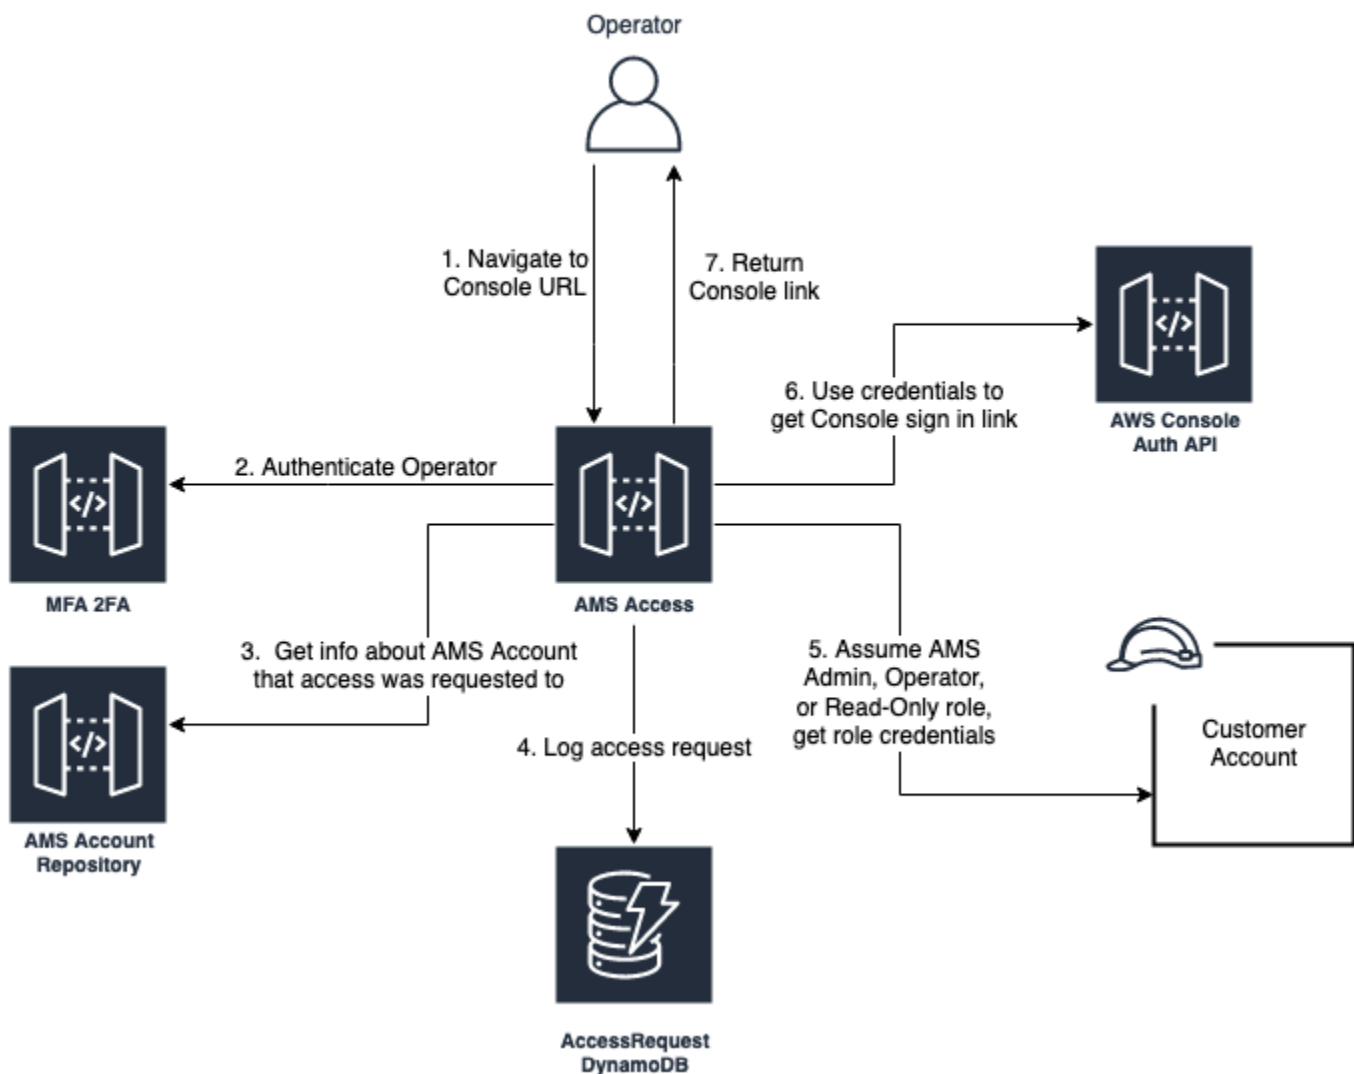 Operator
1. Navigate to
Console URL
7. Return
Console link
6. Use credentials to
get Console sign in link
</>
AWS Console
Auth API
2. Authenticate Operator
</>
MFA 2FA
</>
AMS Access
3. Get info about AMS Account
that access was requested to
</>
AMS Account
Repository
4. Log access request
5. Assume AMS
Admin, Operator,
or Read-Only role,
get role credentials
Customer
Account
AccessRequest
DynamoDB